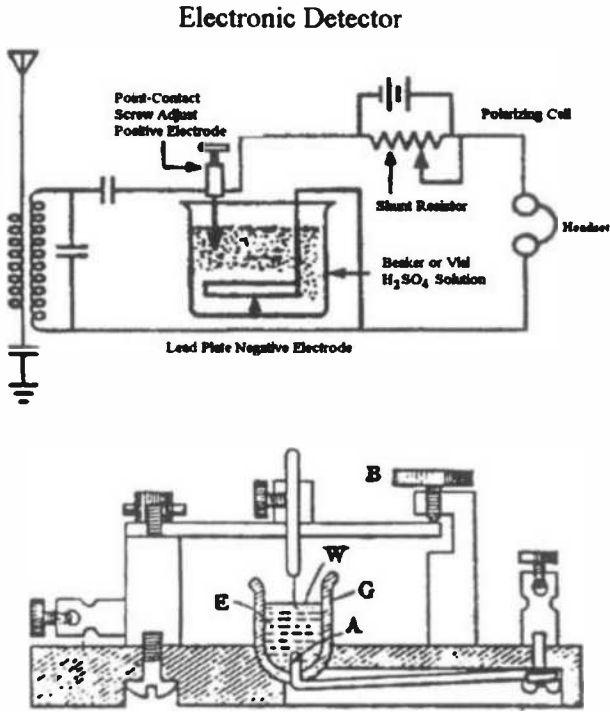 Electronic Detector
Point-Contact
Screw Adjust
Positive Electrode
Polarizing Cell
Shunt Resistor
Headset
Beaker or Vial
H₂SO₄ Solution
Lead Plate Negative Electrode
B
W
E
G
A